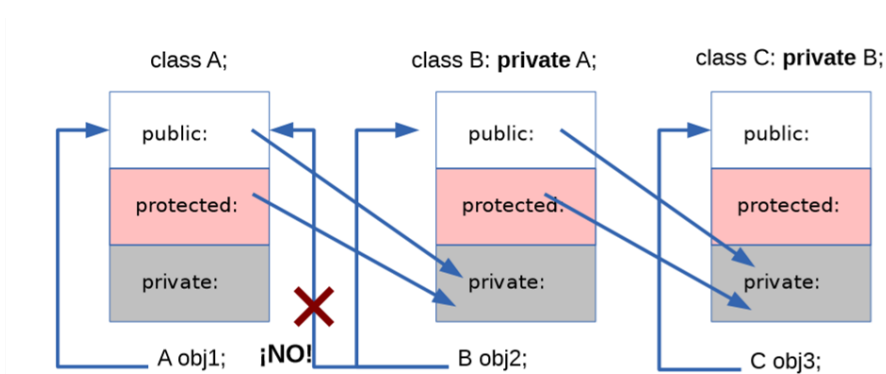 class A;
class B: private A;
class C: private B;
public:
public:
public:
protected:
protected:
protected:
private:
private:
private:
A obj1;
¡NO!
B obj2;
C obj3;